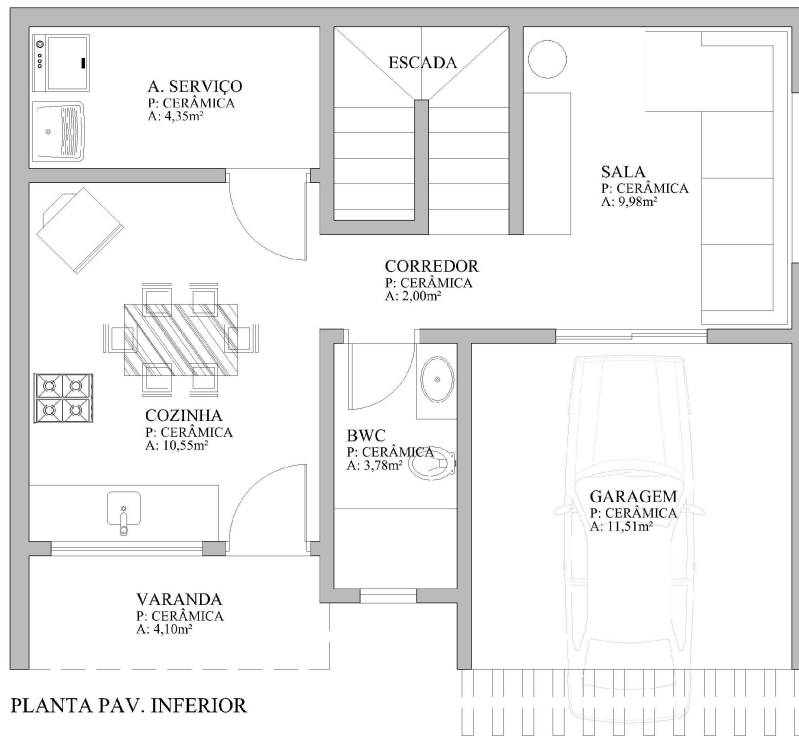 ESCADA
A. SERVIÇO
P: CERÂMICA
A: 4,35m²
SALA
P: CERÂMICA
A: 9,98m²
CORREDOR
P: CERÂMICA
A: 2,00m²
COZINHA
P: CERÂMICA
A: 10,55m²
BWC
P: CERÂMICA
A: 3,78m²
GARAGEM
P: CERÂMICA
A: 11,51m²
VARANDA
P: CERÂMICA
A: 4,10m²
PLANTA PAV. INFERIOR